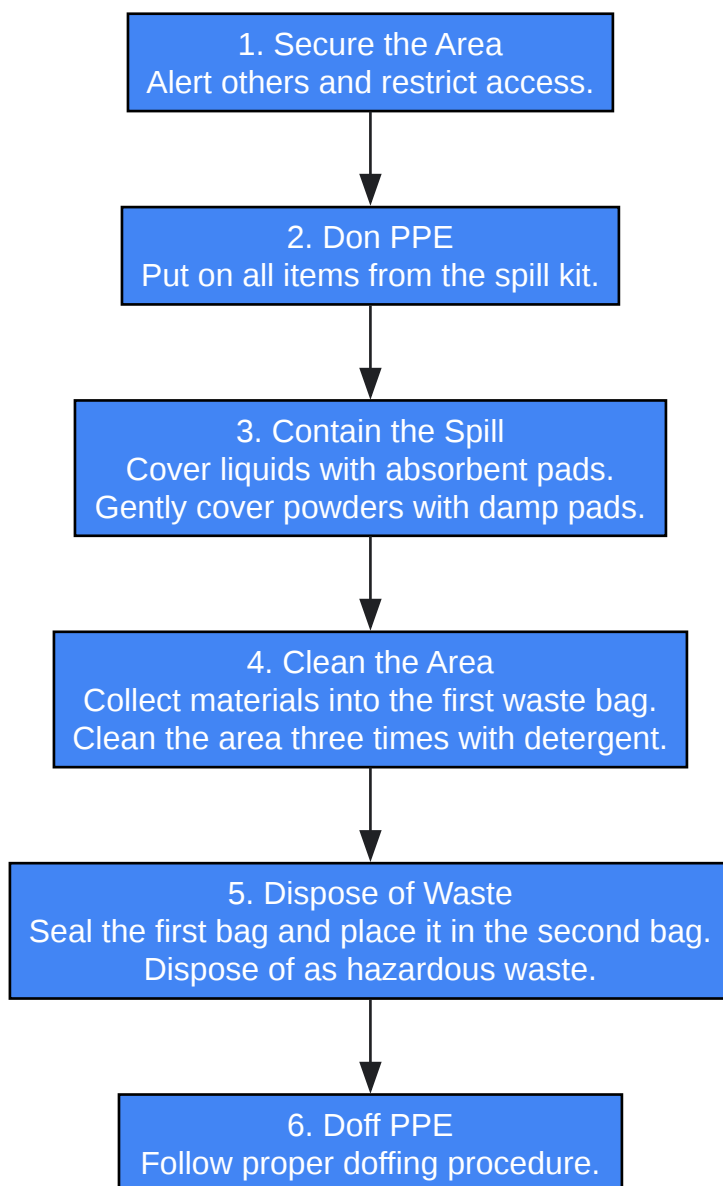 1. Secure the Area
Alert others and restrict access.
2. Don PPE
Put on all items from the spill kit.
3. Contain the Spill
Cover liquids with absorbent pads.
Gently cover powders with damp pads.
4. Clean the Area
Collect materials into the first waste bag.
Clean the area three times with detergent.
5. Dispose of Waste
Seal the first bag and place it in the second bag.
Dispose of as hazardous waste.
6. Doff PPE
Follow proper doffing procedure.